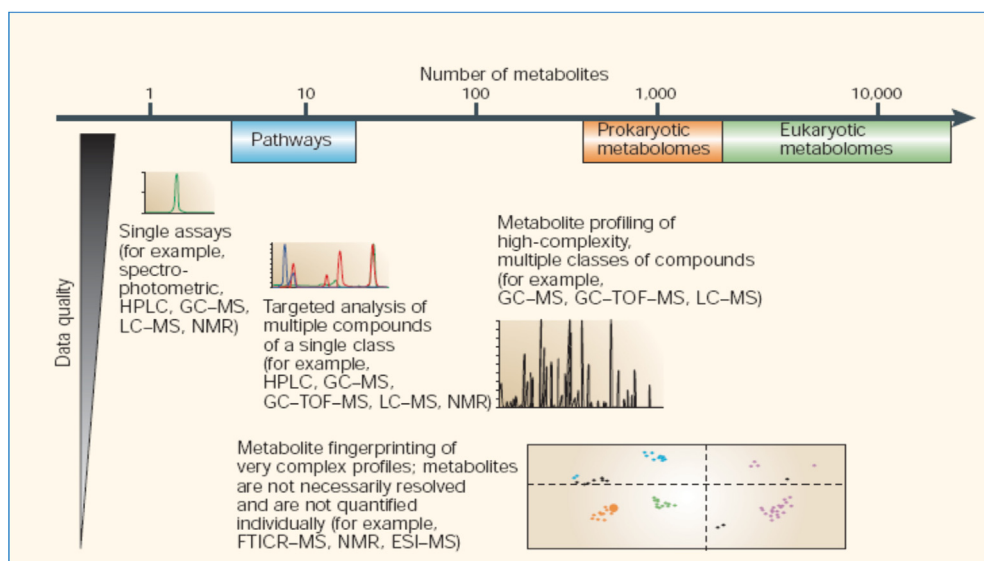 Number of metabolites
1
10
100
1,000
10,000
Pathways
Prokaryotic
metabolomes
Eukaryotic
metabolomes
Data quality
Single assays
(for example,
spectro-
photometric,
HPLC, GC–MS,
LC–MS, NMR)
Targeted analysis of
multiple compounds
of a single class
(for example,
HPLC, GC–MS,
GC–TOF–MS, LC–MS, NMR)
Metabolite profiling of
high-complexity,
multiple classes of compounds
(for example,
GC–MS, GC–TOF–MS, LC–MS)
Metabolite fingerprinting of
very complex profiles; metabolites
are not necessarily resolved
and are not quantified
individually (for example,
FTICR–MS, NMR, ESI–MS)